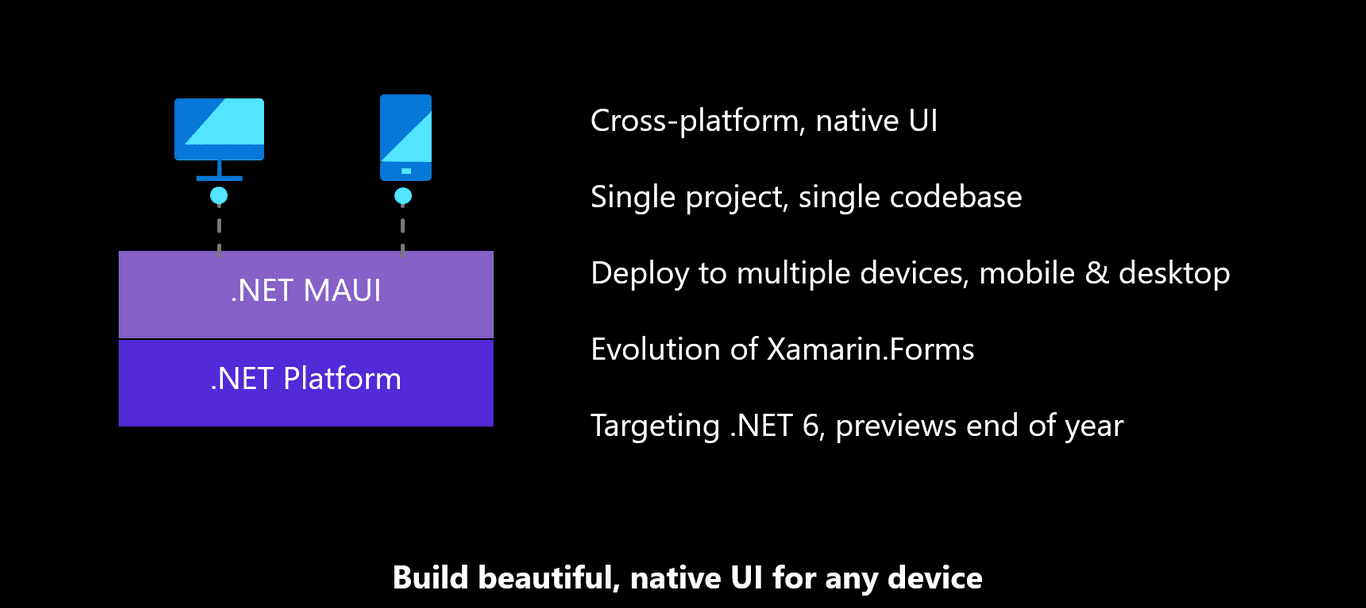 Cross-platform, native UI
Single project, single codebase
Deploy to multiple devices, mobile & desktop
Evolution of Xamarin.Forms
Targeting .NET 6, previews end of year
.NET MAUI
.NET Platform
Build beautiful, native UI for any device